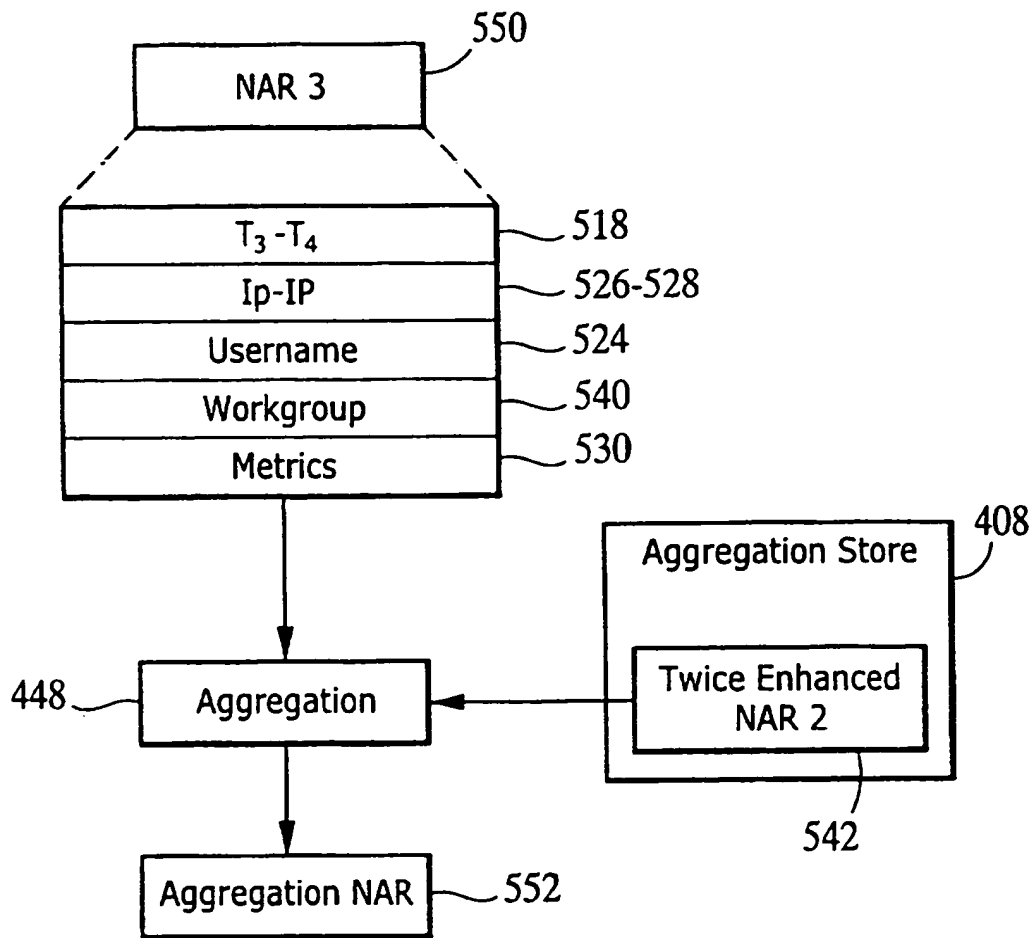 550
NAR 3
T₃-T₄
518
Ip-IP
526-528
Username
524
Workgroup
540
Metrics
530
408
Aggregation Store
448
Aggregation
Twice Enhanced
NAR 2
542
Aggregation NAR
552